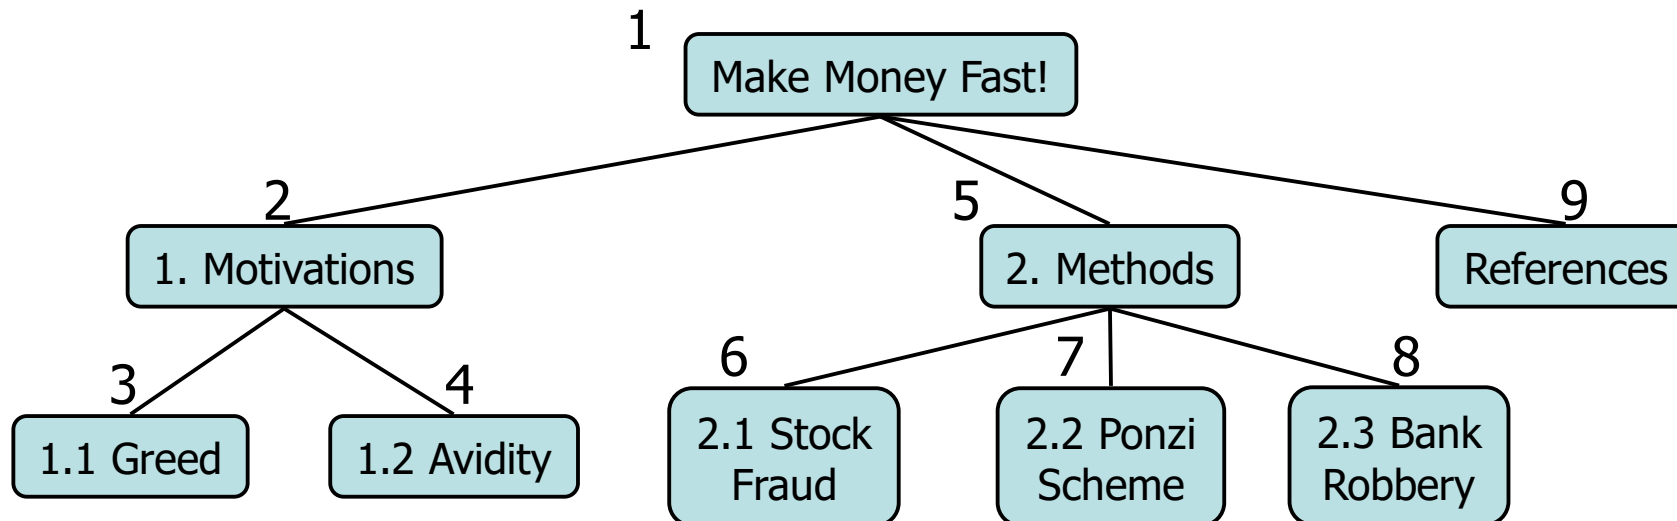 1
Make Money Fast!
2
5
9
1. Motivations
2. Methods
References
3
4
6
7
8
1.1 Greed
1.2 Avidity
2.1 Stock
Fraud
2.2 Ponzi
Scheme
2.3 Bank
Robbery